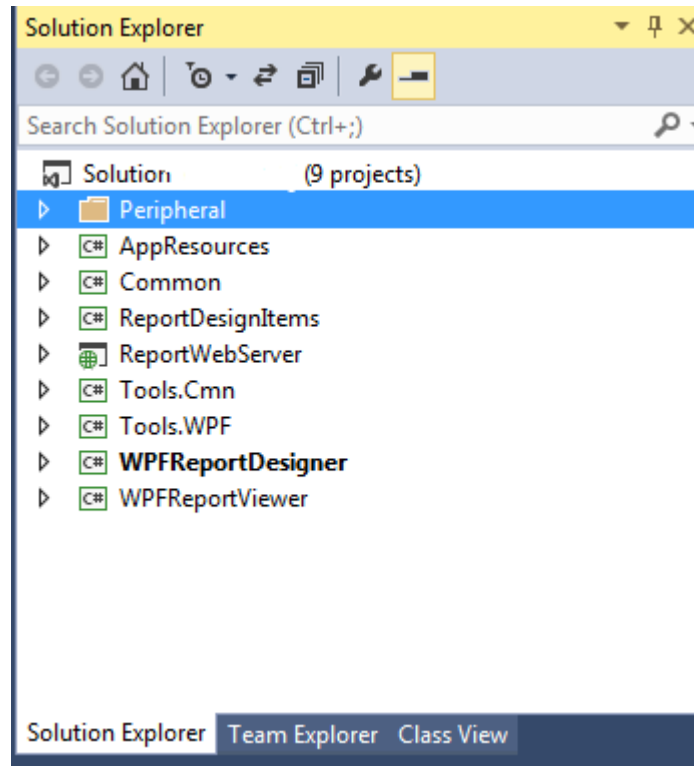 Solution Explorer
Search Solution Explorer (Ctrl+;)
Solution (9 projects)
Peripheral
C# AppResources
C# Common
C# ReportDesignItems
ReportWebServer
C# Tools.Cmn
C# Tools.WPF
C# WPFReportDesigner
C# WPFReportViewer
Solution Explorer Team Explorer Class View